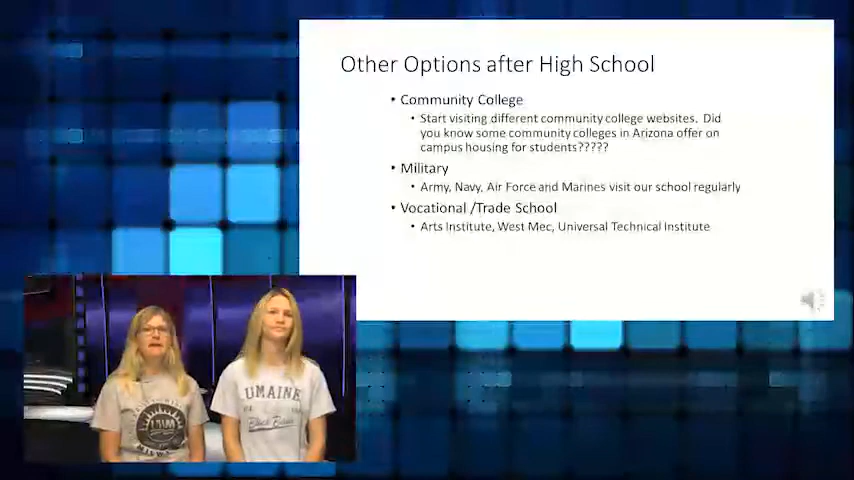 Other Options after High School
• Community College
• Start visiting different community college websites. Did
you know some community colleges in Arizona offer on
campus housing for students?????
• Military
• Army, Navy, Air Force and Marines visit our school regularly
• Vocational /Trade School
• Arts Institute, West Mec, Universal Technical Institute
UMAINE
Black Bears